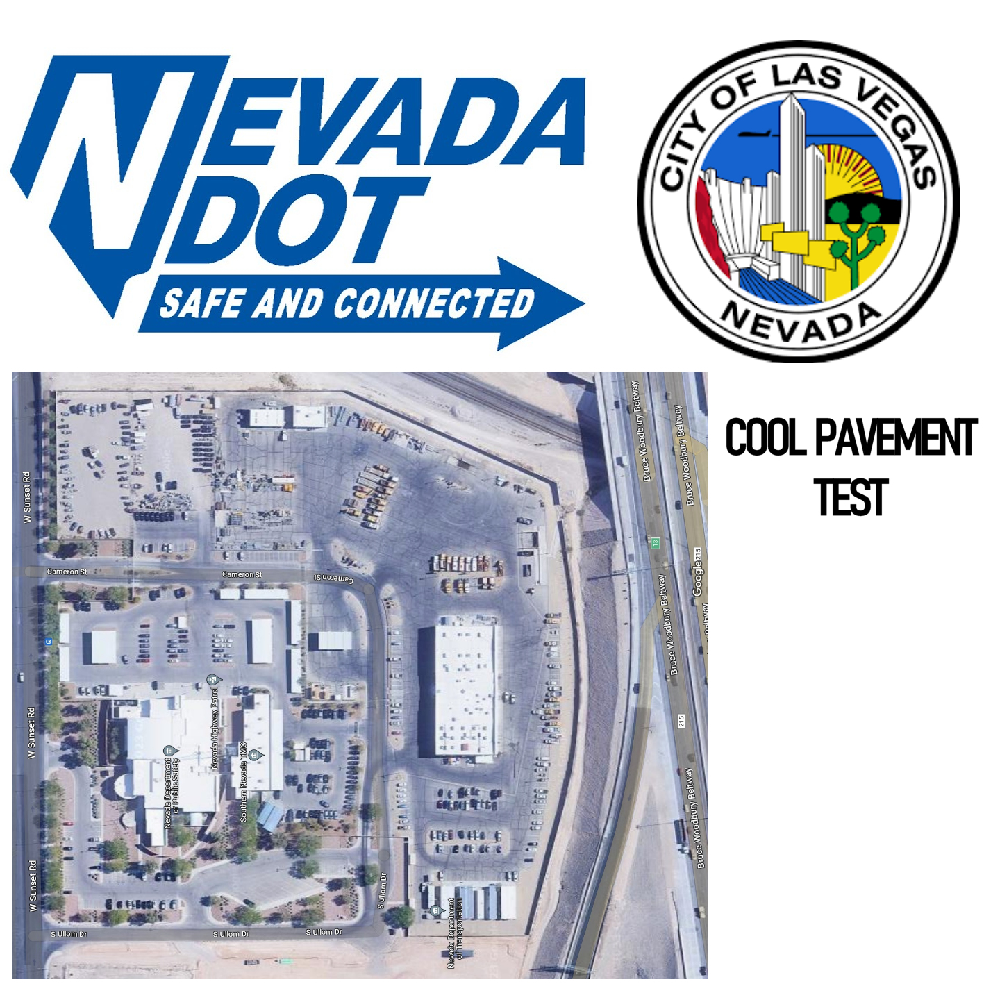 NEVADA
DOT
SAFE AND CONNECTED
CITY OF LAS VEGAS
NEVADA
COOL PAVEMENT
TEST
W Sunset Rd
W Sunset Rd
W Sunset Rd
Cameron St
Cameron St
Cameron St
Nevada Highway Patrol
Nevada Department
of Public Safety
Southern Nevada TMC
S Ullom Dr
S Ullom Dr
S Ullom Dr
S Ullom Dr
Nevada Department
of Transportation
Bruce Woodbury Beltway
Bruce Woodbury Beltway
Bruce Woodbury Beltway
Bruce Woodbury Beltway
13
215
215
Google